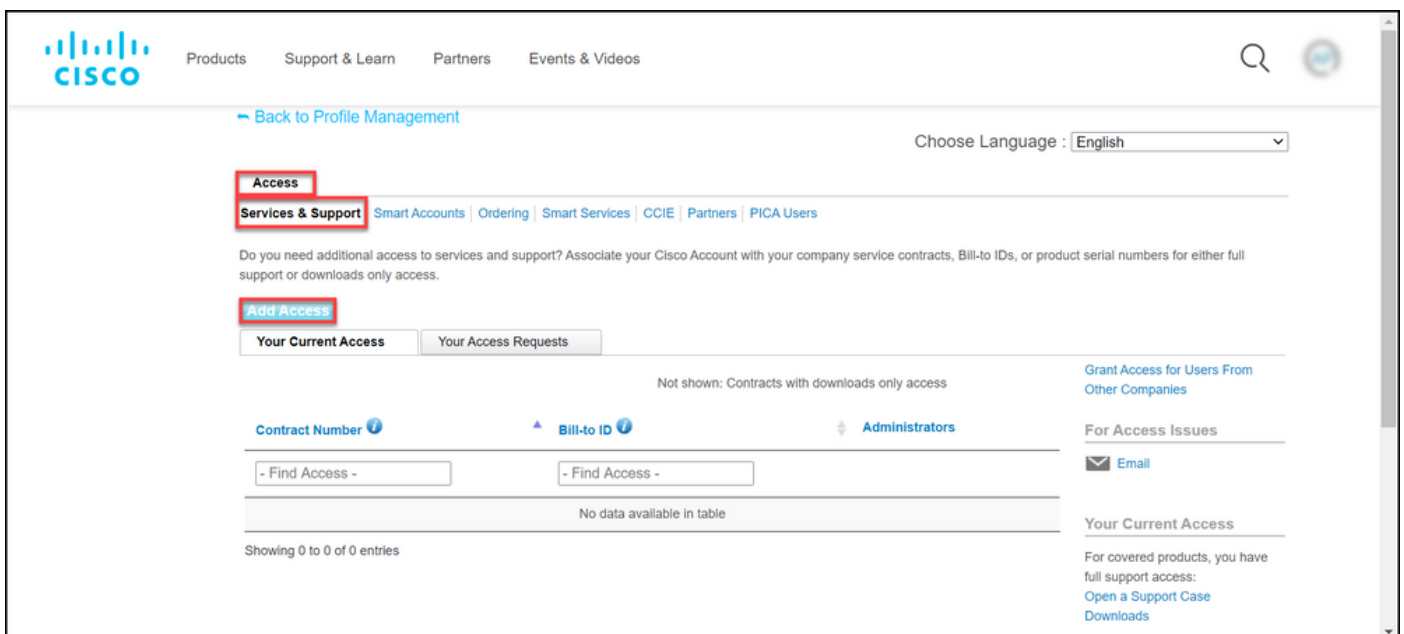 CISCO
Products Support & Learn Partners Events & Videos
Back to Profile Management
Choose Language : English
Access
Services & Support Smart Accounts Ordering Smart Services CCIE Partners PICA Users
Do you need additional access to services and support? Associate your Cisco Account with your company service contracts, Bill-to IDs, or product serial numbers for either full
support or downloads only access.
Add Access
Your Current Access Your Access Requests
Not shown: Contracts with downloads only access
Contract Number Bill-to ID Administrators
- Find Access - - Find Access -
No data available in table
Showing 0 to 0 of 0 entries
Grant Access for Users From
Other Companies
For Access Issues
Email
Your Current Access
For covered products, you have
full support access:
Open a Support Case
Downloads